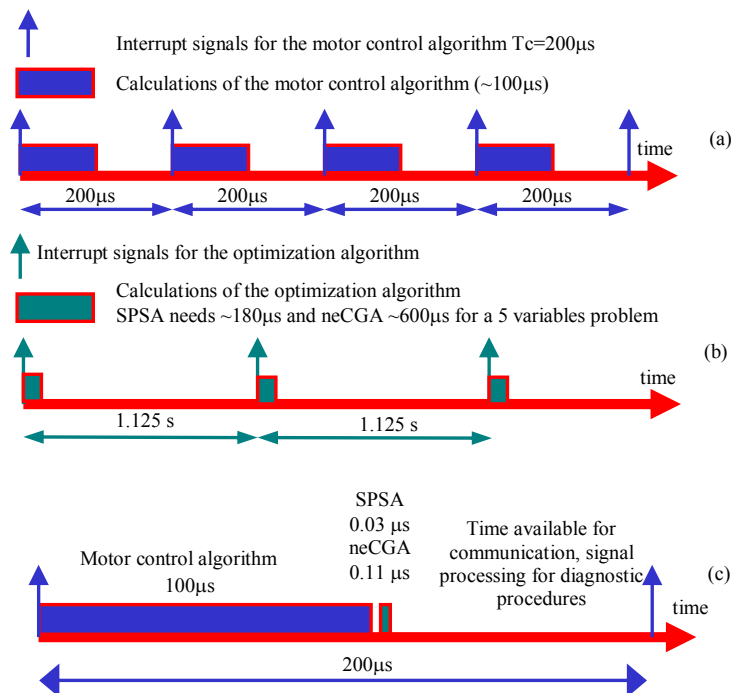 Interrupt signals for the motor control algorithm Tc=200μs
Calculations of the motor control algorithm (~100μs)
time
(a)
200μs
200μs
200μs
200μs
Interrupt signals for the optimization algorithm
Calculations of the optimization algorithm
SPSA needs ~180μs and neCGA ~600μs for a 5 variables problem
(b)
time
1.125 s
1.125 s
SPSA
0.03 μs
neCGA
0.11 μs
Motor control algorithm
100μs
Time available for
communication, signal
processing for diagnostic
procedures
(c)
time
200μs